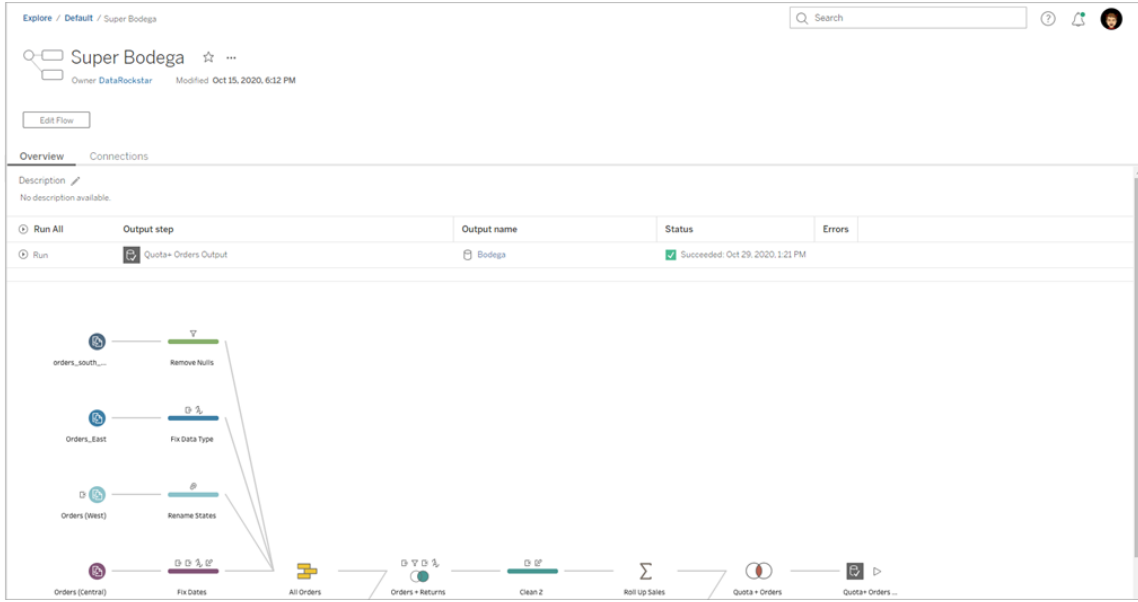 Explore / Default / Super Bodega
Search
Super Bodega
Owner DataRockstar Modified Oct 15, 2020, 6:12 PM
Edit Flow
Overview Connections
Description
No description available.
Run All Output step Output name Status Errors
Run Quota+ Orders Output Bodega Succeeded: Oct 29, 2020, 1:21 PM
orders_south_... Remove Nulls
Orders_East Fix Data Type
Orders (West) Rename States
Orders (Central) Fix Dates All Orders Orders + Returns Clean 2 Roll Up Sales Quota + Orders Quota+ Orders ...